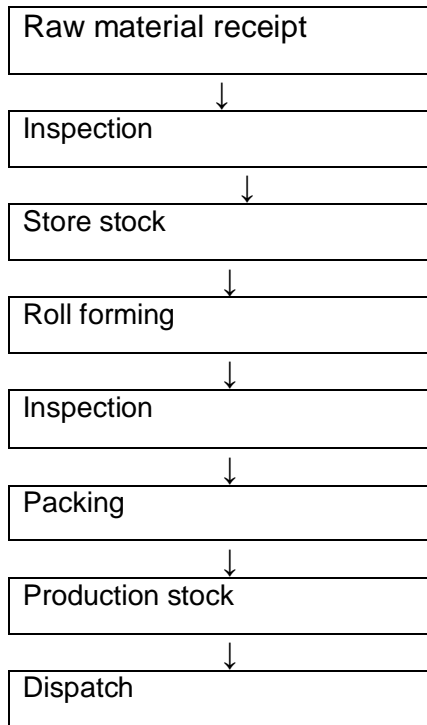 Raw material receipt
↓
Inspection
↓
Store stock
↓
Roll forming
↓
Inspection
↓
Packing
↓
Production stock
↓
Dispatch